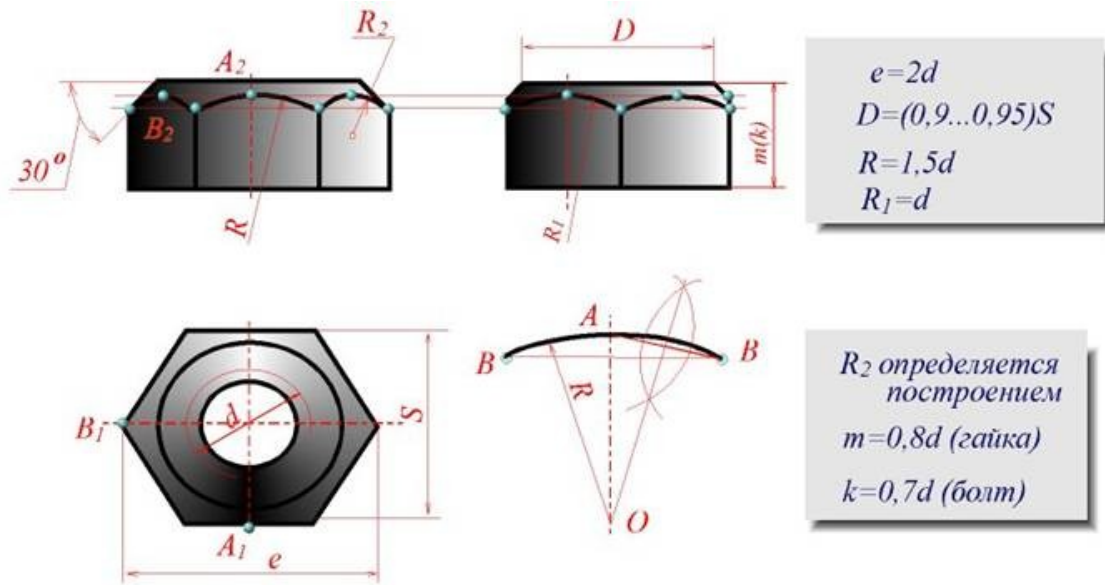 R2
A2
B2
30°
R
D
m(k)
R1
e=2d
D=(0,9...0,95)S
R=1,5d
R1=d
B1
d
S
A1
e
A
B
B
R
O
R2 определяется
построением
m=0,8d (гайка)
k=0,7d (болт)